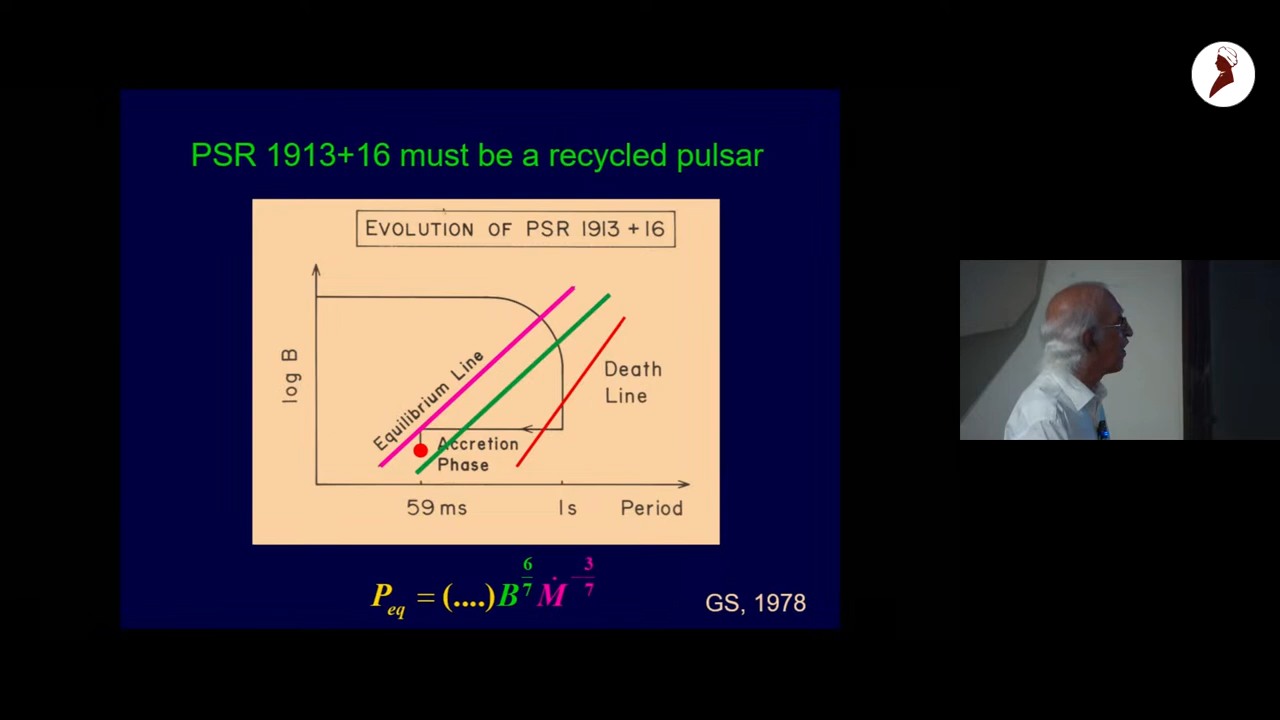 PSR 1913+16 must be a recycled pulsar
EVOLUTION OF PSR 1913 +16
log B
Equilibrium Line
Death
Line
Accretion
Phase
59 ms
1s
Period
P_eq = (....) B^{6/7} Ṁ^{-3/7}
GS, 1978